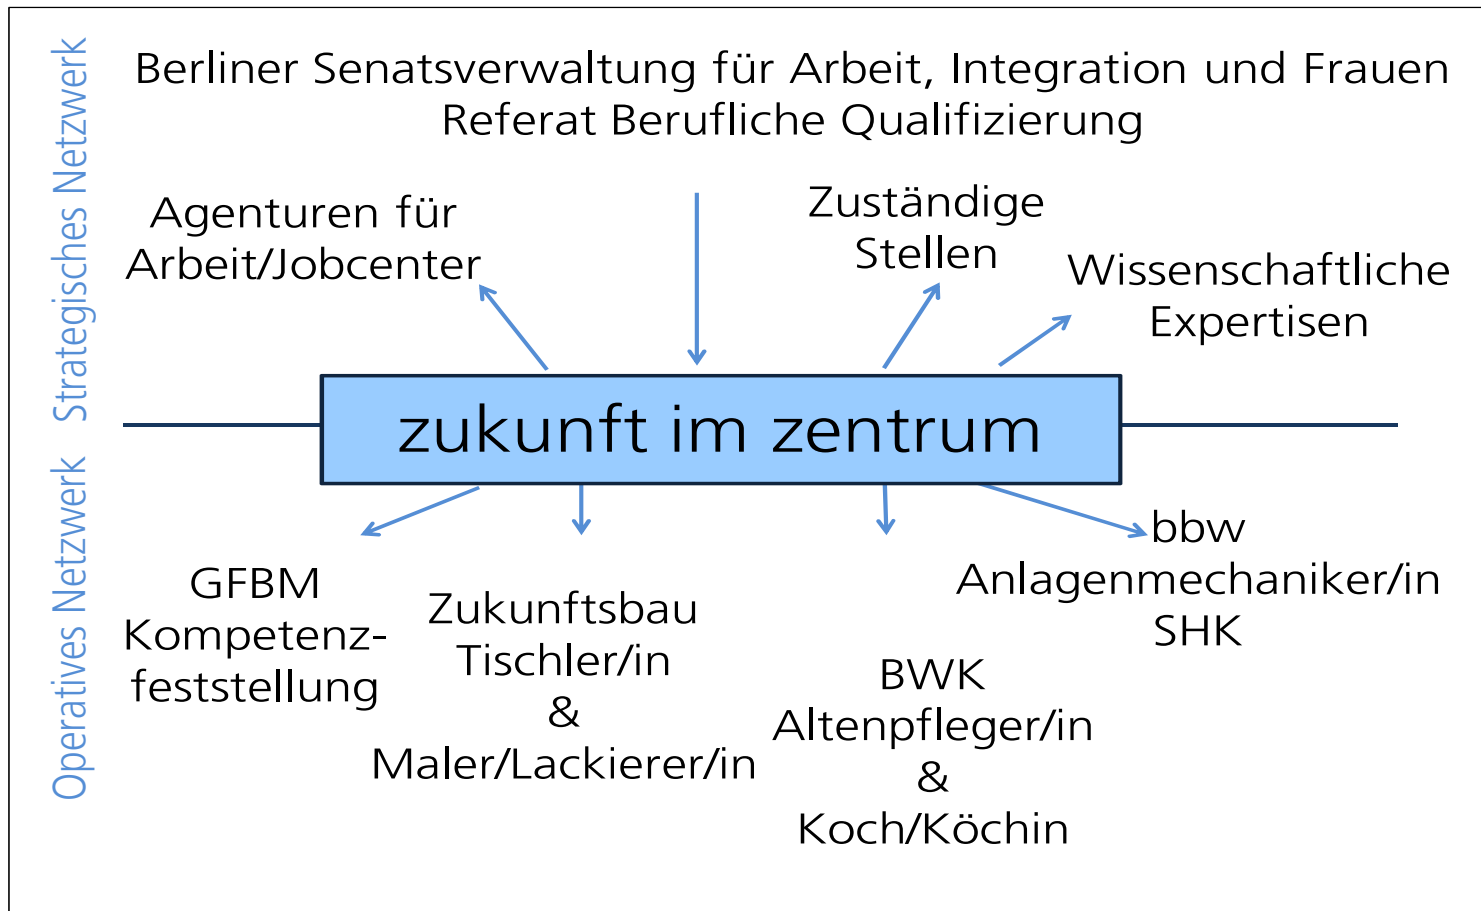 Strategisches Netzwerk
Berliner Senatsverwaltung für Arbeit, Integration und Frauen
Referat Berufliche Qualifizierung
Agenturen für
Arbeit/Jobcenter
Zuständige
Stellen
Wissenschaftliche
Expertisen
zukunft im zentrum
Operatives Netzwerk
GFBM
Kompetenz-
feststellung
Zukunftsbau
Tischler/in
&
Maler/Lackierer/in
BWK
Altenpfleger/in
&
Koch/Köchin
bbw
Anlagenmechaniker/in
SHK